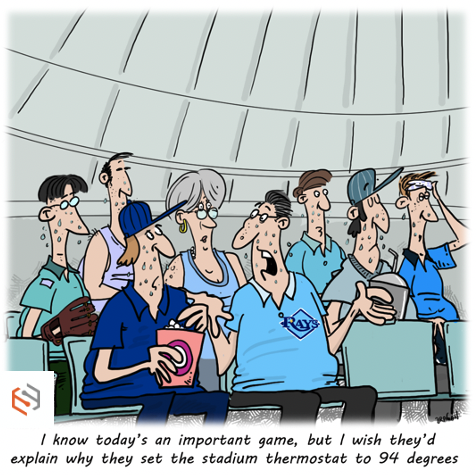 RAYS
I know today's an important game, but I wish they'd
explain why they set the stadium thermostat to 94 degrees